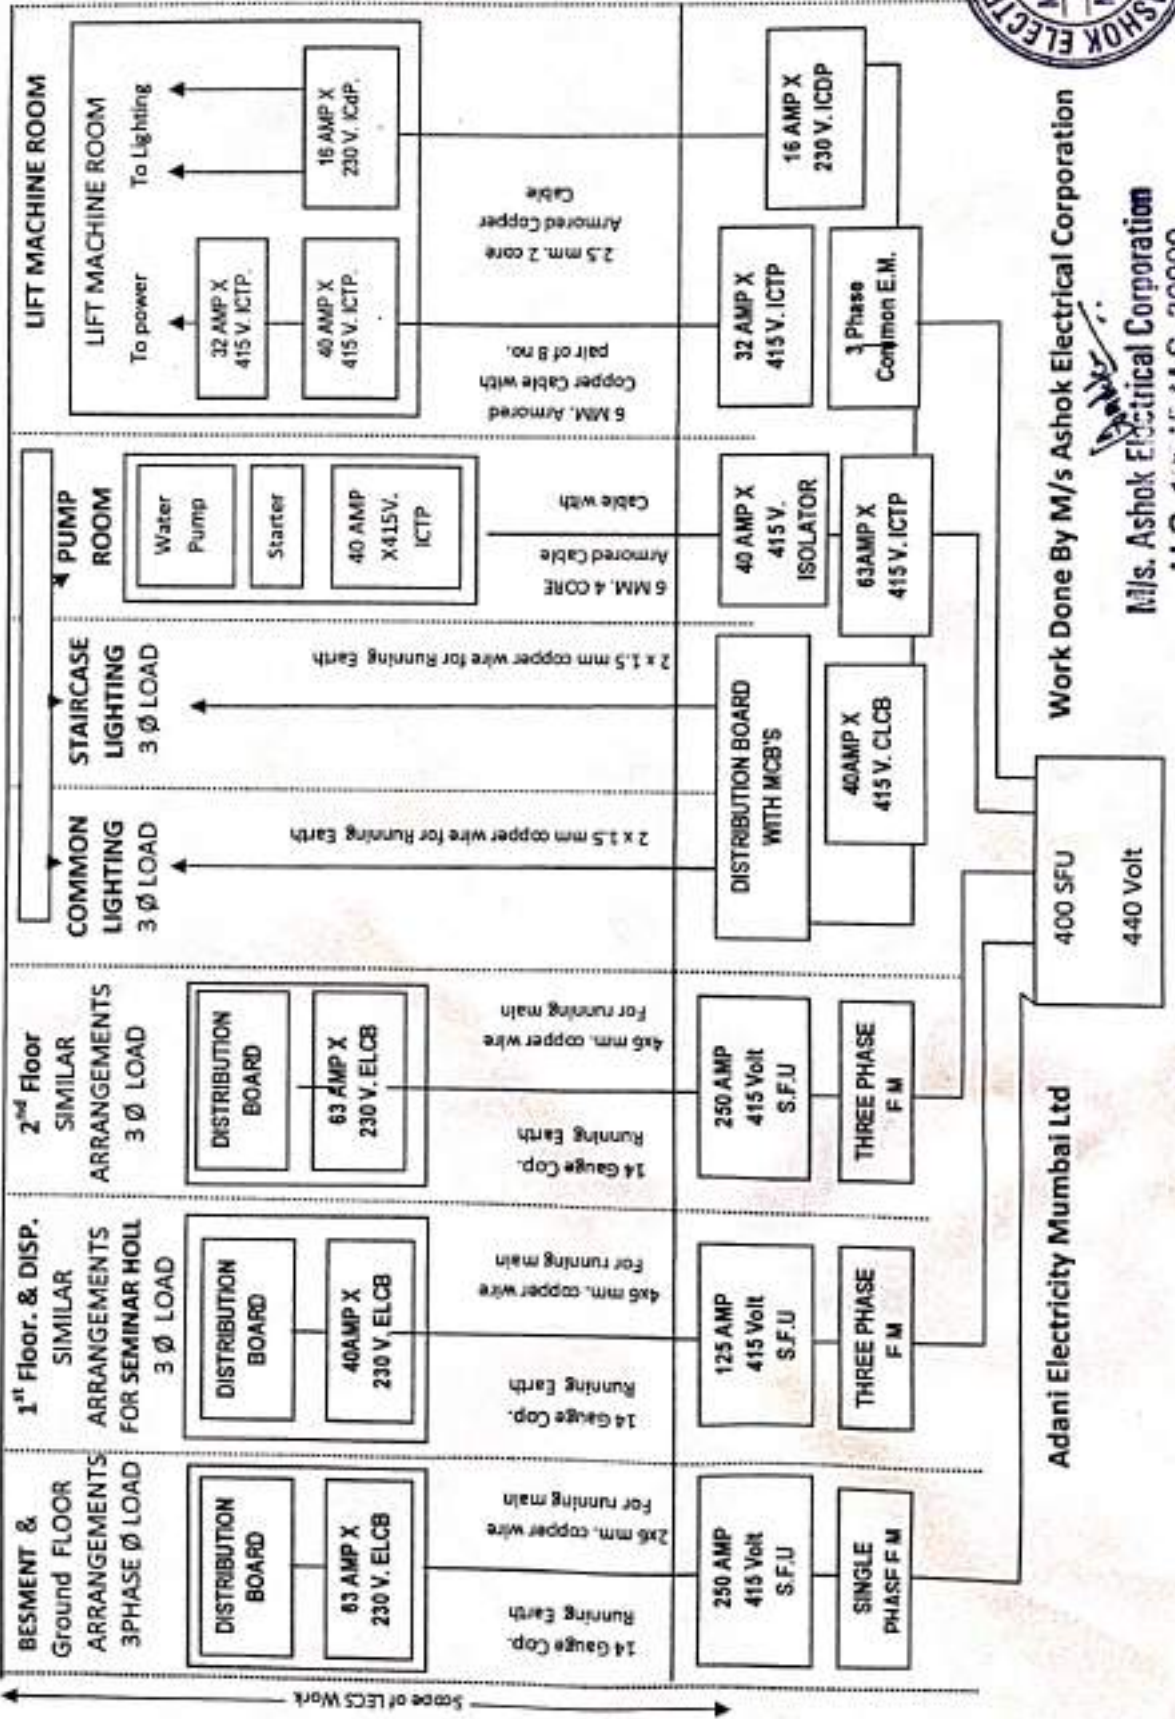 BESMENT &
Ground FLOOR
ARRANGEMENTS
3PHASE Ø LOAD
DISTRIBUTION
BOARD
63 AMP X
230 V. ELCB
14 Gauge Cop.
Running Earth
2x6 mm. copper wire
For running main
250 AMP
415 Volt
S.F.U
SINGLE
PHASE F M
1st Floor. & DISP.
SIMILAR
ARRANGEMENTS
FOR SEMINAR HOLL
3 Ø LOAD
DISTRIBUTION
BOARD
40AMP X
230 V. ELCB
14 Gauge Cop.
Running Earth
4x6 mm. copper wire
For running main
125 AMP
415 Volt
S.F.U
THREE PHASE
F M
2nd Floor
SIMILAR
ARRANGEMENTS
3 Ø LOAD
DISTRIBUTION
BOARD
63 AMP X
230 V. ELCB
14 Gauge Cop.
Running Earth
4x6 mm. copper wire
For running main
250 AMP
415 Volt
S.F.U
THREE PHASE
F M
COMMON
LIGHTING
3 Ø LOAD
2 x 1.5 mm copper wire for Running Earth
STAIRCASE
LIGHTING
3 Ø LOAD
2 x 1.5 mm copper wire for Running Earth
DISTRIBUTION BOARD
WITH MCB'S
40AMP X
415 V. CLCB
PUMP
ROOM
Water
Pump
Starter
40 AMP
X415V.
ICTP
6 MM. 4 CORE
Armored Cable
Cable with
40 AMP X
415 V.
ISOLATOR
63AMP X
415 V. ICTP
LIFT MACHINE ROOM
LIFT MACHINE ROOM
To power
To Lighting
32 AMP X
415 V. ICTP.
40 AMP X
415 V. ICTP.
16 AMP X
230 V. ICdP.
6 MM. Armored
Copper Cable with
pair of 8 no.
2.5 mm. 2 core
Armored Copper
Cable
32 AMP X
415 V. ICTP
16 AMP X
230 V. ICDP
3 Phase
Common E.M.
Scope of LECS Work
400 SFU
440 Volt
Adani Electricity Mumbai Ltd
Work Done By M/s Ashok Electrical Corporation
M/s. Ashok Electrical Corporation